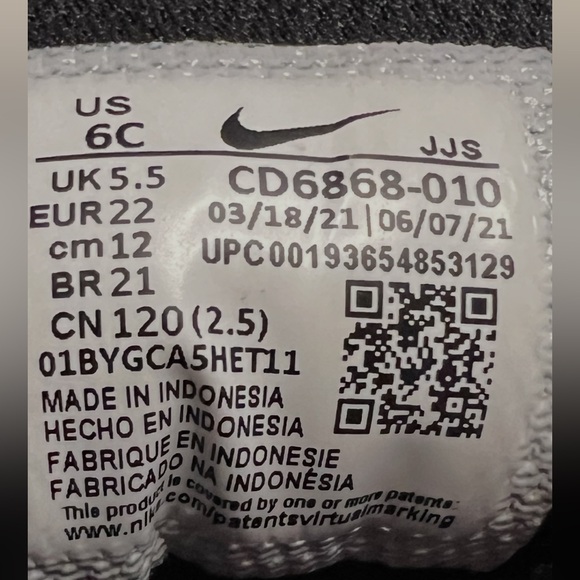 US
6C
JJS
UK 5.5
CD6868-010
EUR 22
03/18/21 | 06/07/21
cm 12
UPC00193654853129
BR 21
CN 120 (2.5)
01BYGCA5HET11
MADE IN INDONESIA
HECHO EN INDONESIA
FABRIQUE EN INDONESIE
FABRICADO NA INDONÉSIA
This product is covered by one or more patents:
www.nike.com/patentsvirtualmarking